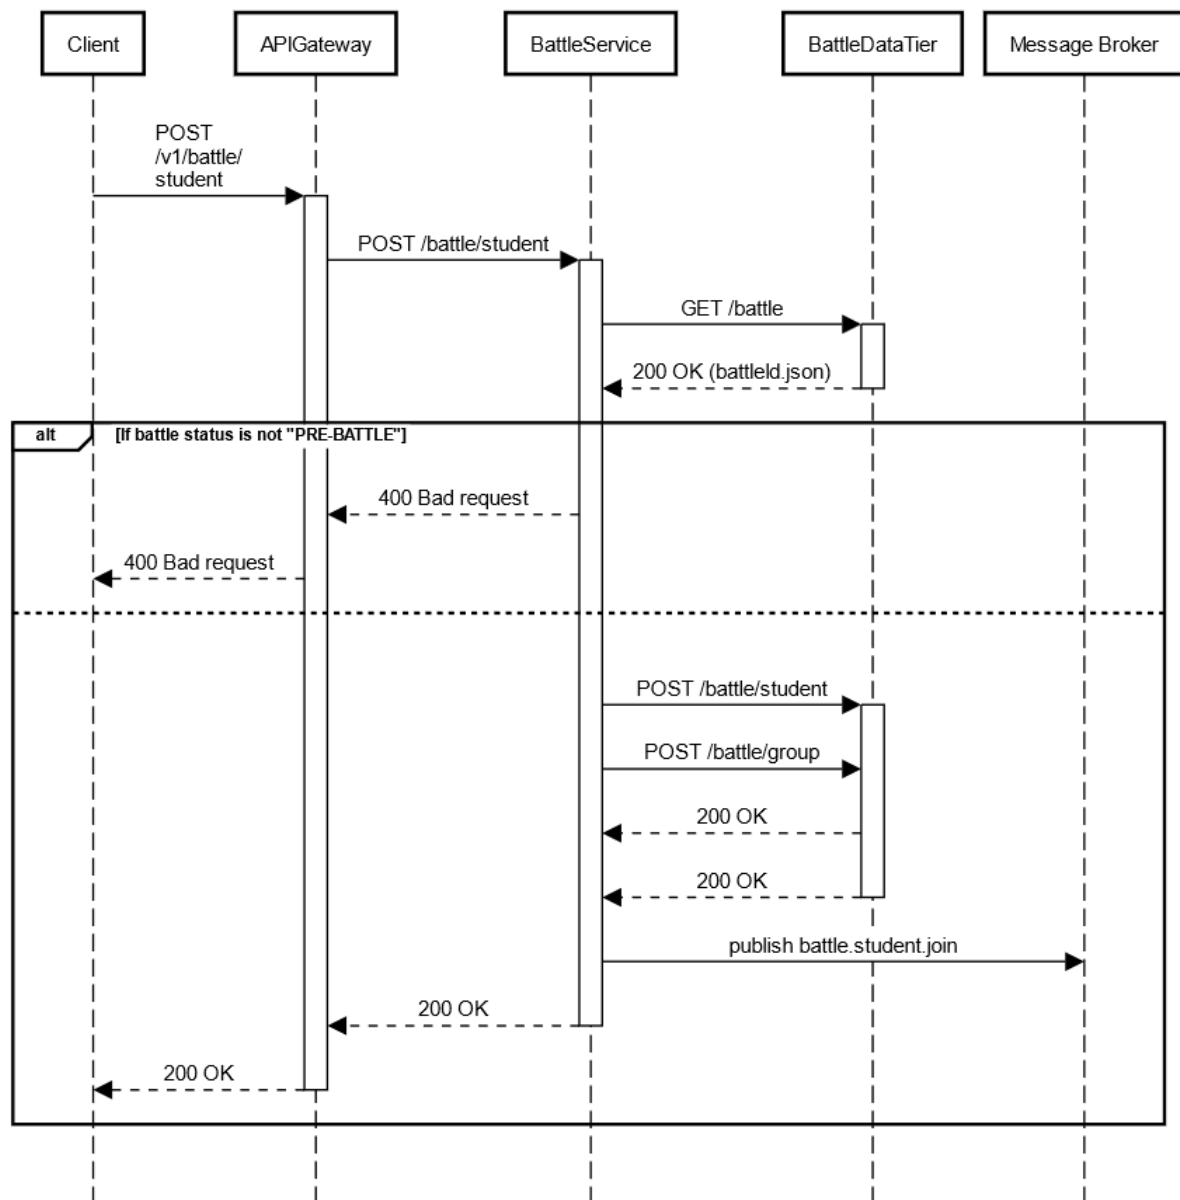 Client
APIGateway
BattleService
BattleDataTier
Message Broker
POST
/v1/battle/
student
POST /battle/student
GET /battle
200 OK (battleId.json)
alt
[If battle status is not "PRE-BATTLE"]
400 Bad request
400 Bad request
POST /battle/student
POST /battle/group
200 OK
200 OK
publish battle.student.join
200 OK
200 OK